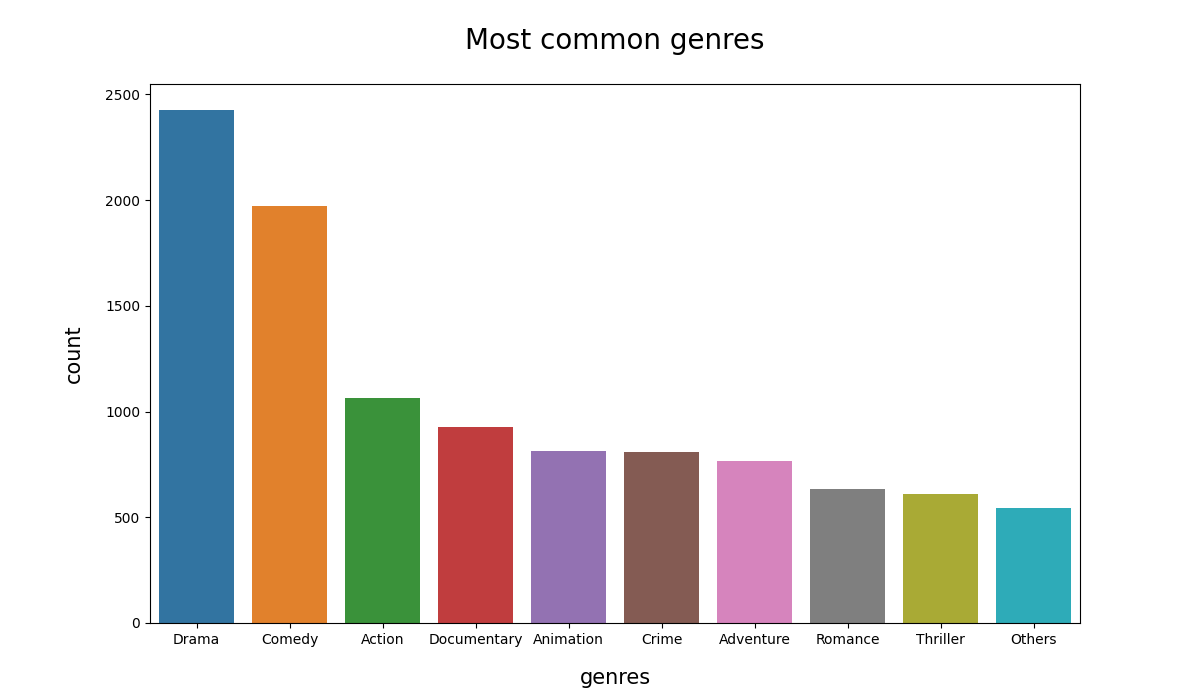 Most common genres
2500
2000
1500
1000
500
0
count
Drama Comedy Action Documentary Animation Crime Adventure Romance Thriller Others
genres